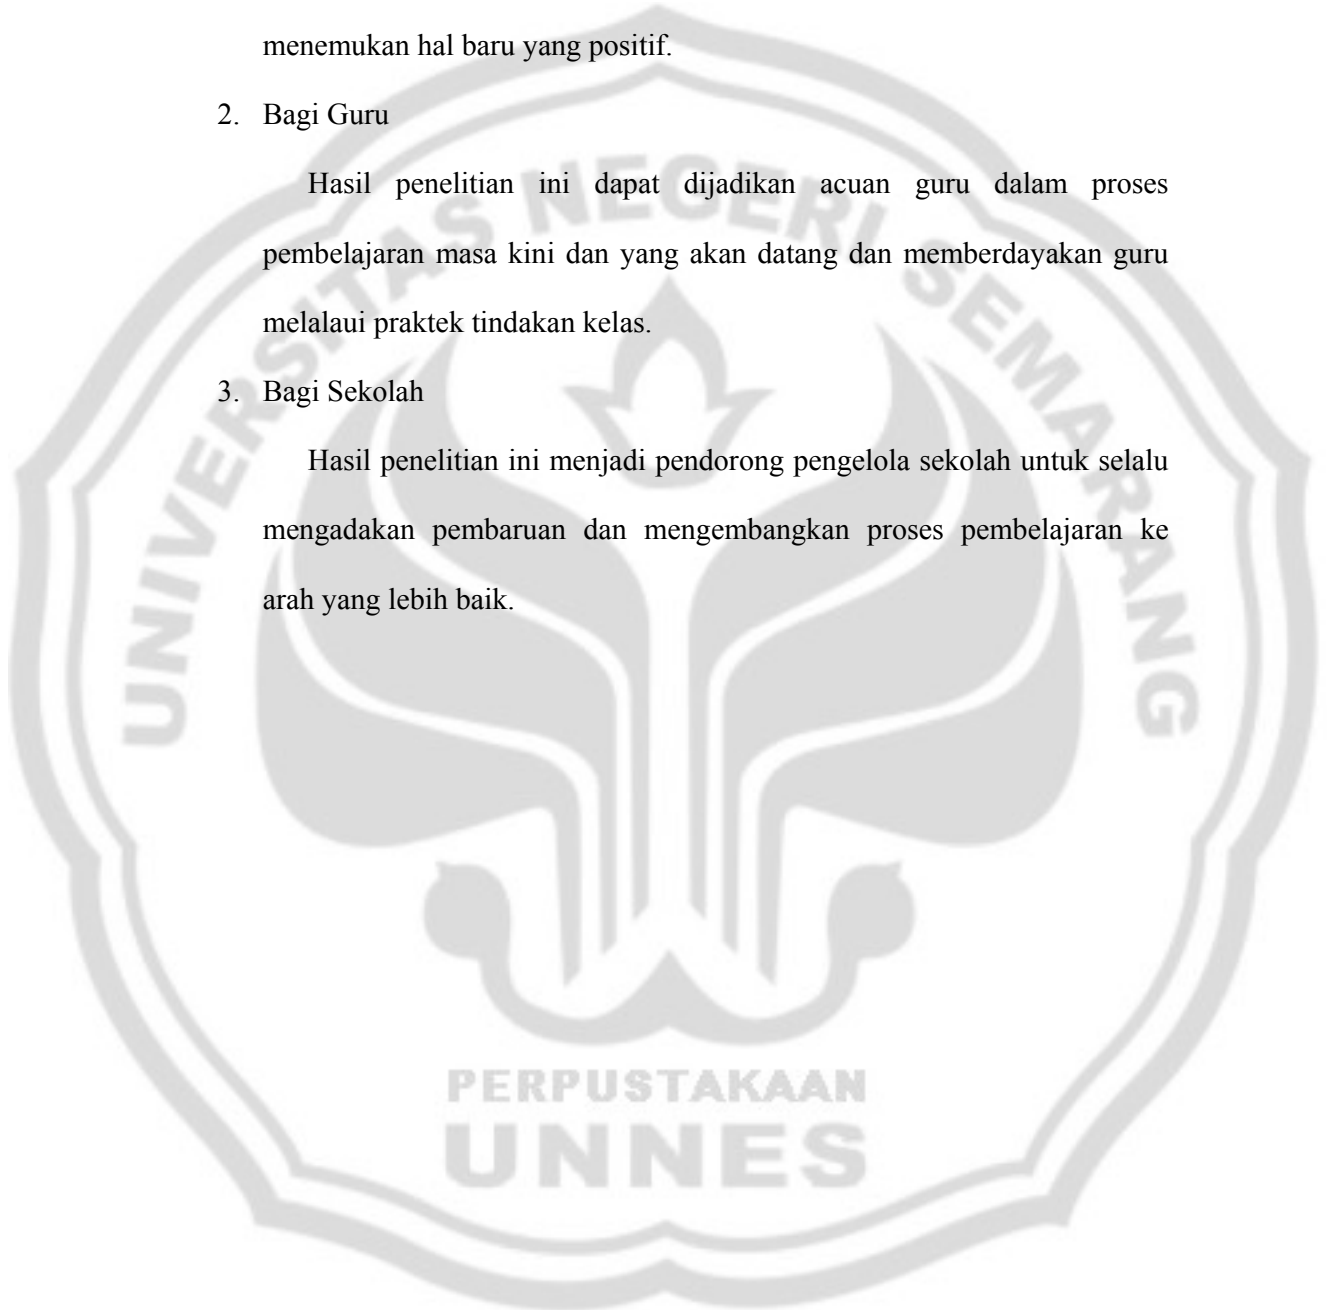 menemukan hal baru yang positif.
2. Bagi Guru
Hasil penelitian ini dapat dijadikan acuan guru dalam proses
pembelajaran masa kini dan yang akan datang dan memberdayakan guru
melalaui praktek tindakan kelas.
3. Bagi Sekolah
Hasil penelitian ini menjadi pendorong pengelola sekolah untuk selalu
mengadakan pembaruan dan mengembangkan proses pembelajaran ke
arah yang lebih baik.
UNIVERSITAS NEGERI SEMARANG
PERPUSTAKAAN
UNNES